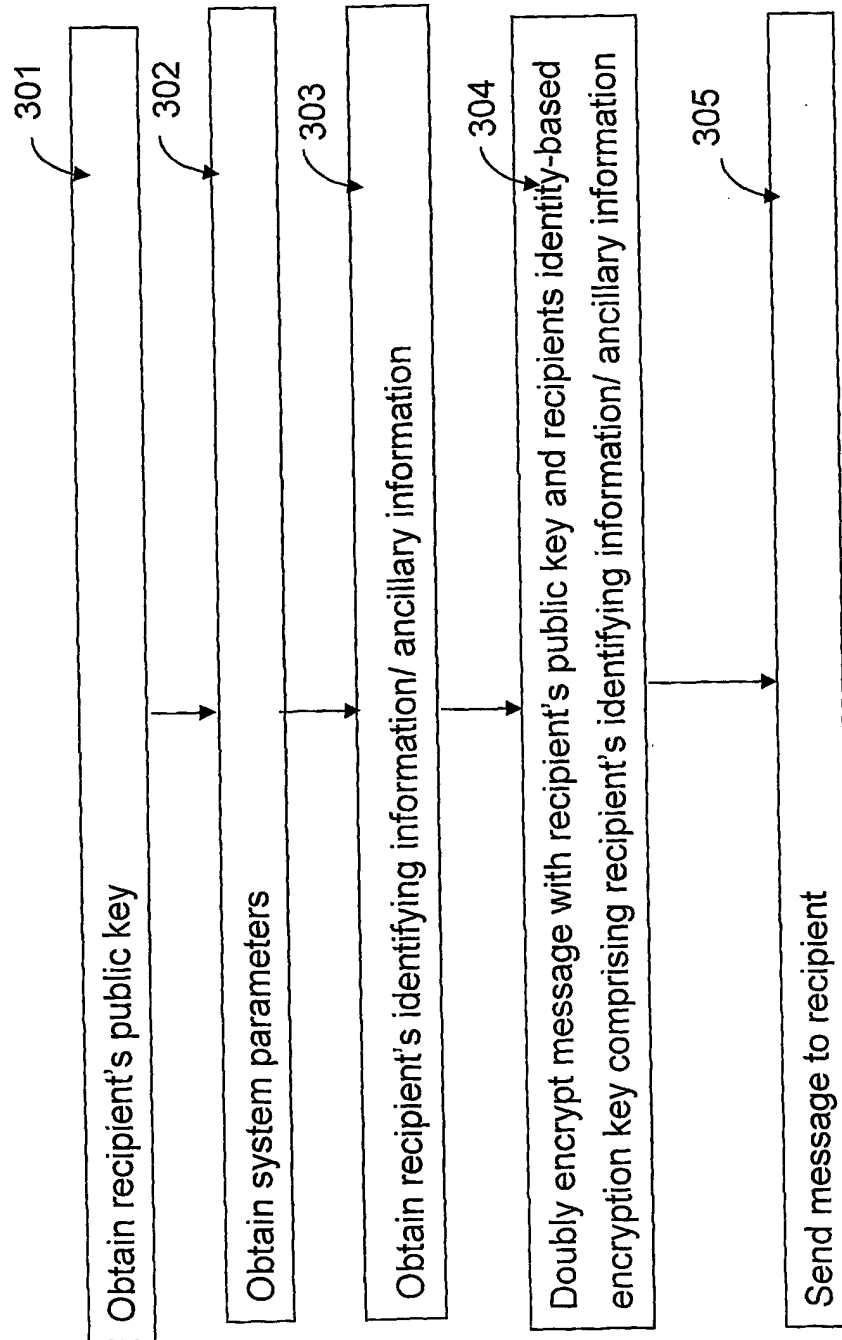 301
Obtain recipient's public key
302
Obtain system parameters
303
Obtain recipient's identifying information/ ancillary information
304
Doubly encrypt message with recipient's public key and recipients identity-based
encryption key comprising recipient's identifying information/ ancillary information
305
Send message to recipient